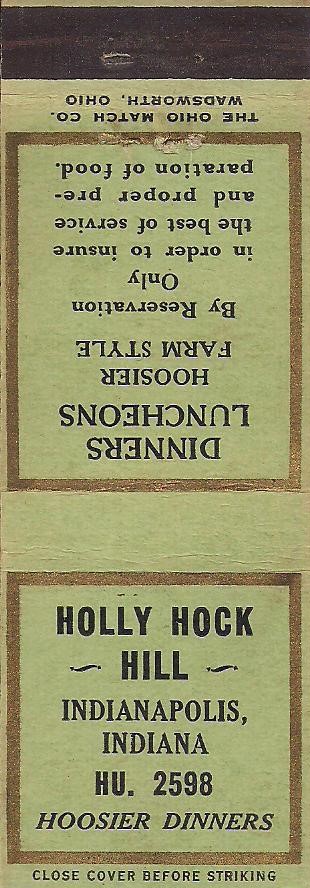 HOLLY HOCK
~ HILL ~
INDIANAPOLIS,
INDIANA
HU. 2598
HOOSIER DINNERS
CLOSE COVER BEFORE STRIKING
DINNERS
LUNCHEONS
HOOSIER
FARM STYLE
By Reservation
Only
in order to insure
the best of service
and proper pre-
paration of food.
THE OHIO MATCH CO.
WADSWORTH, OHIO